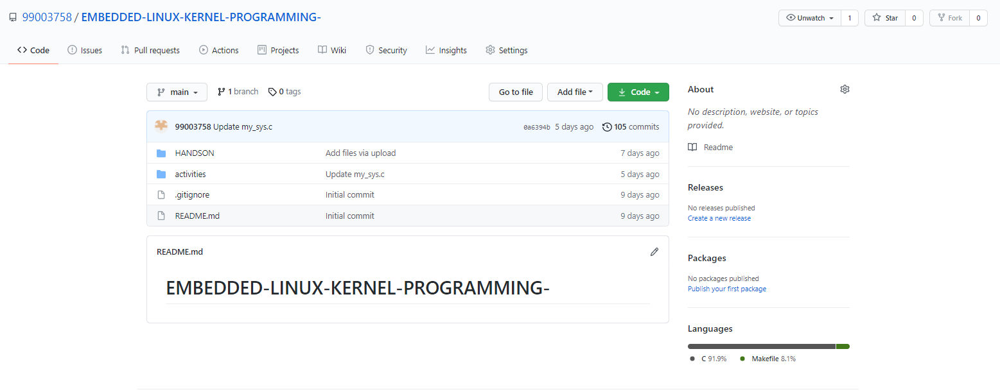 99003758 / EMBEDDED-LINUX-KERNEL-PROGRAMMING-
Unwatch 1 Star 0 Fork 0
Code Issues Pull requests Actions Projects Wiki Security Insights Settings
main 1 branch 0 tags Go to file Add file Code
99003758 Update my_sys.c 0a6394b 5 days ago 105 commits
HANDSON Add files via upload 7 days ago
activities Update my_sys.c 5 days ago
.gitignore Initial commit 9 days ago
README.md Initial commit 9 days ago
README.md
EMBEDDED-LINUX-KERNEL-PROGRAMMING-
About
No description, website, or topics
provided.
Readme
Releases
No releases published
Create a new release
Packages
No packages published
Publish your first package
Languages
C 91.9% Makefile 8.1%